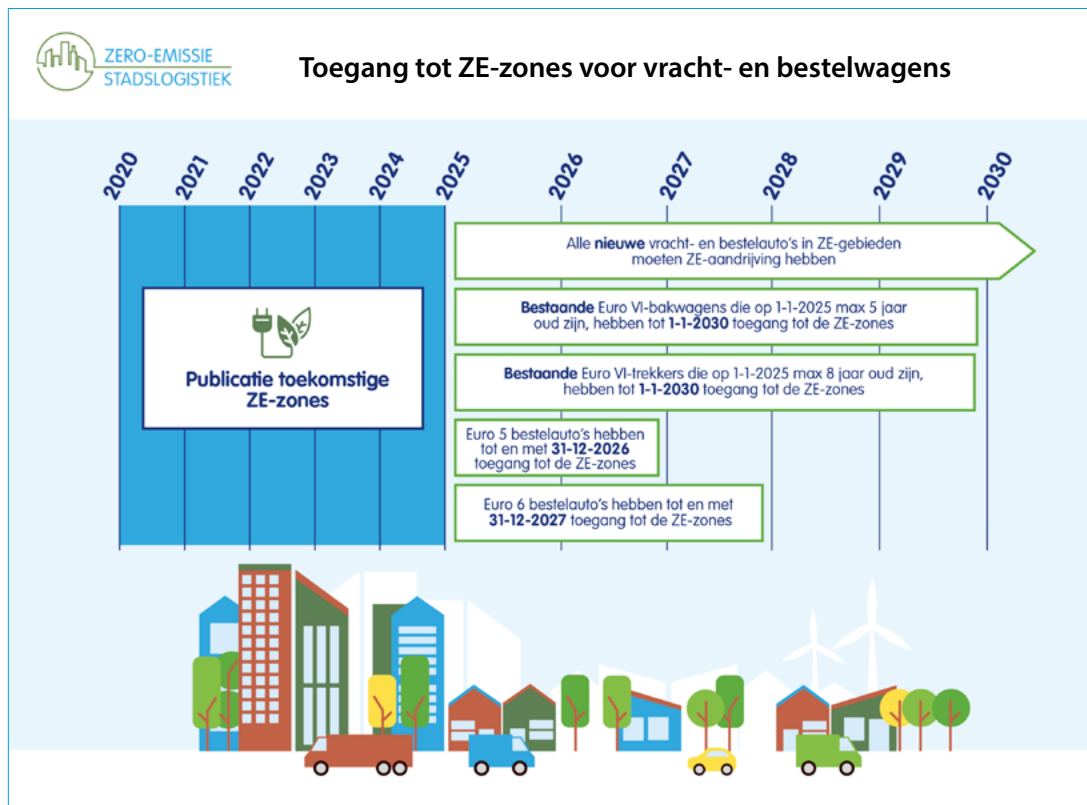 ZERO-EMISSIE
STADSLOGISTIEK
Toegang tot ZE-zones voor vracht- en bestelwagens
2020
2021
2022
2023
2024
2025
2026
2027
2028
2029
2030
Publicatie toekomstige
ZE-zones
Alle nieuwe vracht- en bestelauto's in ZE-gebieden
moeten ZE-aandrijving hebben
Bestaande Euro VI-bakwagens die op 1-1-2025 max 5 jaar
oud zijn, hebben tot 1-1-2030 toegang tot de ZE-zones
Bestaande Euro VI-trekkers die op 1-1-2025 max 8 jaar oud zijn,
hebben tot 1-1-2030 toegang tot de ZE-zones
Euro 5 bestelauto's hebben
tot en met 31-12-2026
toegang tot de ZE-zones
Euro 6 bestelauto's hebben tot en met
31-12-2027 toegang tot de ZE-zones